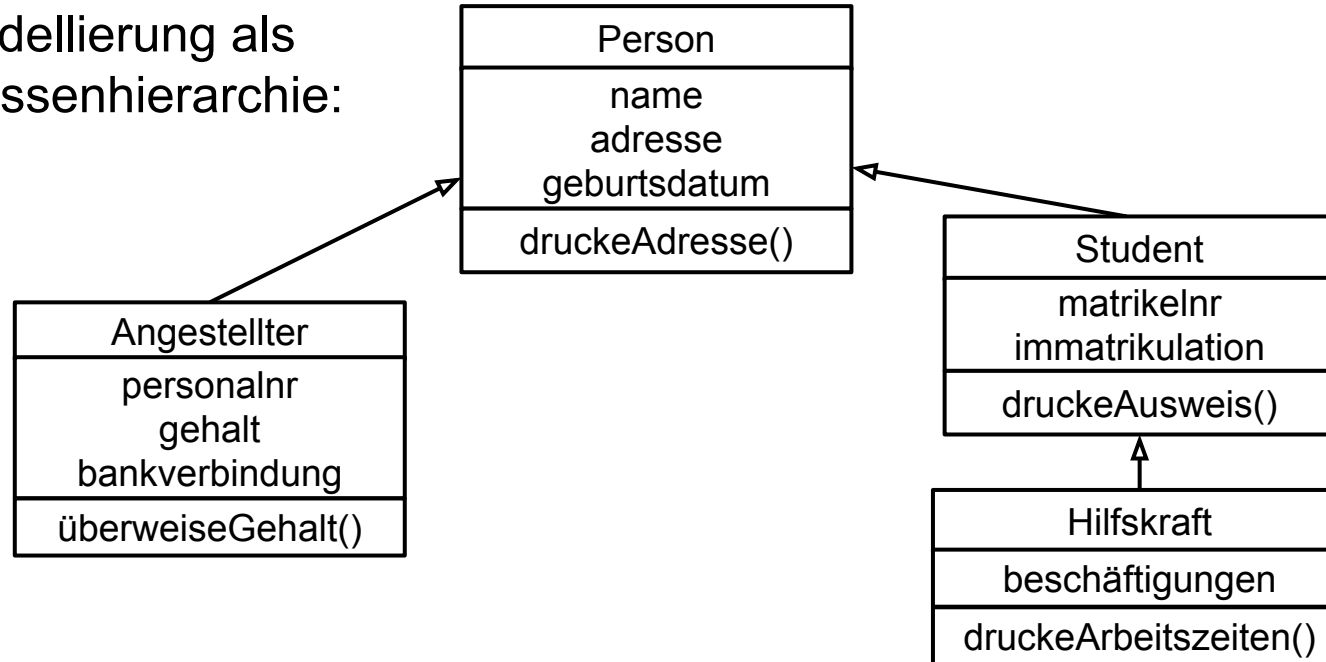 dellierung als
ssenhierarchie:
Person
name
adresse
geburtsdatum
druckeAdresse()
Angestellter
personalnr
gehalt
bankverbindung
überweiseGehalt()
Student
matrikelnr
immatrikulation
druckeAusweis()
Hilfskraft
beschäftigungen
druckeArbeitszeiten()